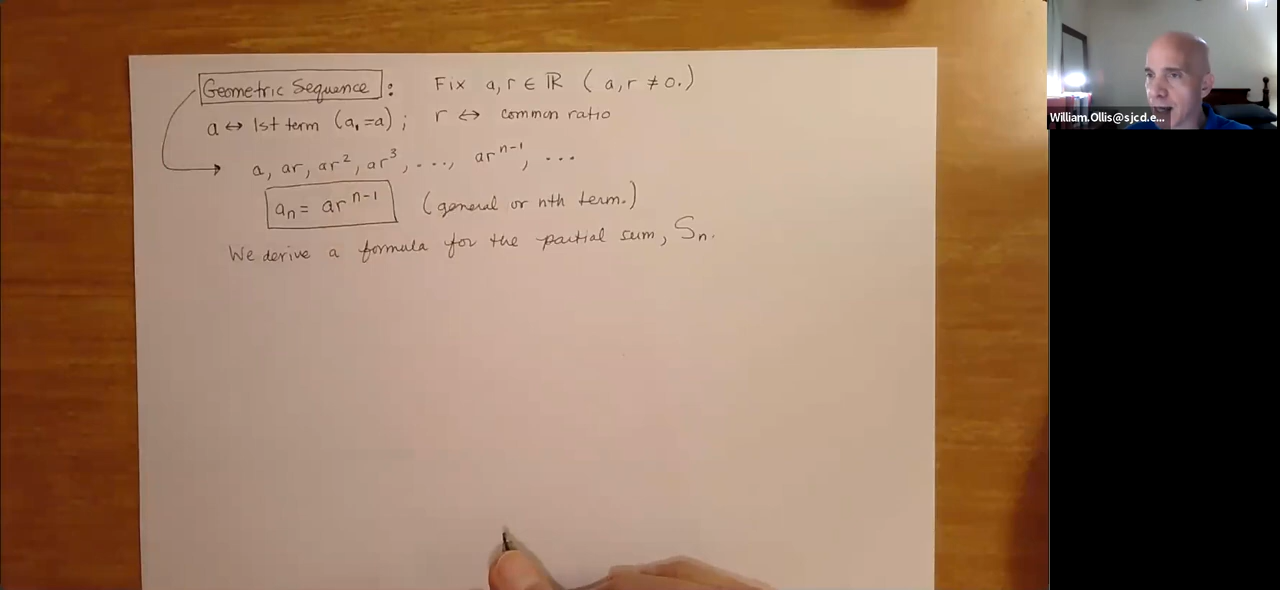 Geometric Sequence : Fix a, r ∈ ℝ ( a, r ≠ 0. )
a ↔ 1st term (a₁ = a) ; r ↔ common ratio
a, ar, ar², ar³, . . . , arⁿ⁻¹, . . .
aₙ = arⁿ⁻¹ (general or nth term.)
We derive a formula for the partial sum, Sₙ.
William.Ollis@sjcd.e...